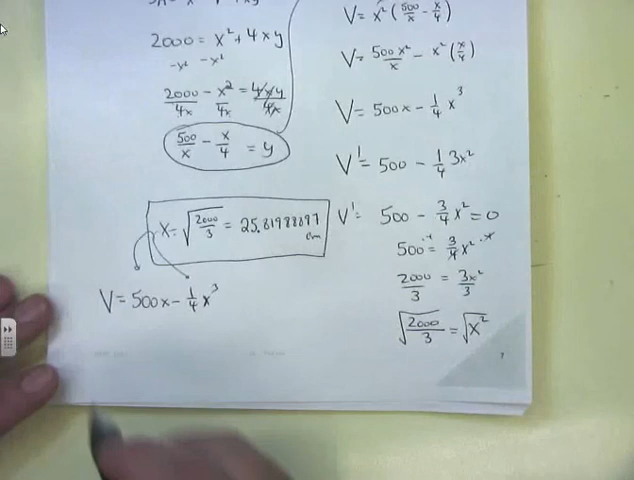 2000 = x² + 4xy
-x² -x²
2000/4x - x²/4x = 4xy/4x
500/x - x/4 = y
x = √(2000/3) = 25.81988897
cm
V = 500x - 1/4 x³
V = x² (500/x - x/4)
V = 500x²/x - x² (x/4)
V = 500x - 1/4 x³
V' = 500 - 1/4 3x²
V' = 500 - 3/4 x² = 0
500 = 3/4 x²
2000/3 = 3x²/3
√(2000/3) = √x²